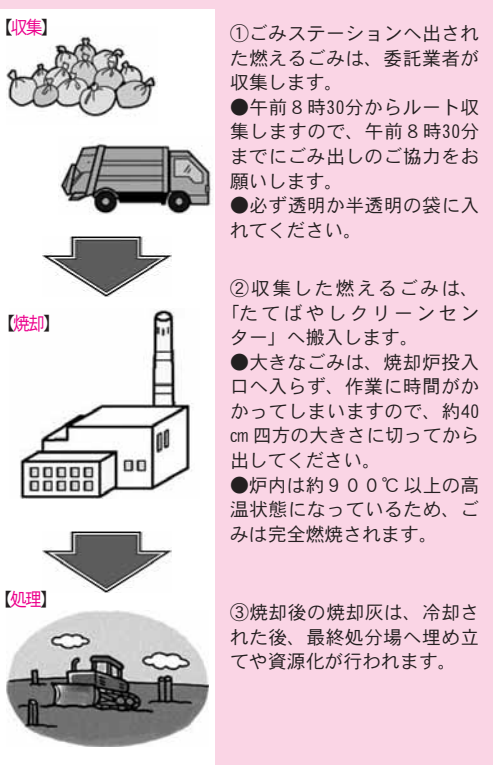 【収集】
①ごみステーションへ出され
た燃えるごみは、委託業者が
収集します。
●午前８時30分からルート収
集しますので、午前８時30分
までにごみ出しのご協力をお
願いします。
●必ず透明か半透明の袋に入
れてください。
【焼却】
②収集した燃えるごみは、
「たてばやしクリーンセン
ター」へ搬入します。
●大きなごみは、焼却炉投入
口へ入らず、作業に時間がか
かってしまいますので、約40
㎝四方の大きさに切ってから
出してください。
●炉内は約９００℃以上の高
温状態になっているため、ご
みは完全燃焼されます。
【処理】
③焼却後の焼却灰は、冷却さ
れた後、最終処分場へ埋め立
てや資源化が行われます。